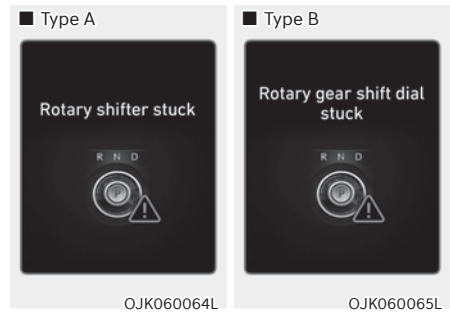 ■ Type A
Rotary shifter stuck
R N D
P
OJK060064L
■ Type B
Rotary gear shift dial
stuck
R N D
P
OJK060065L